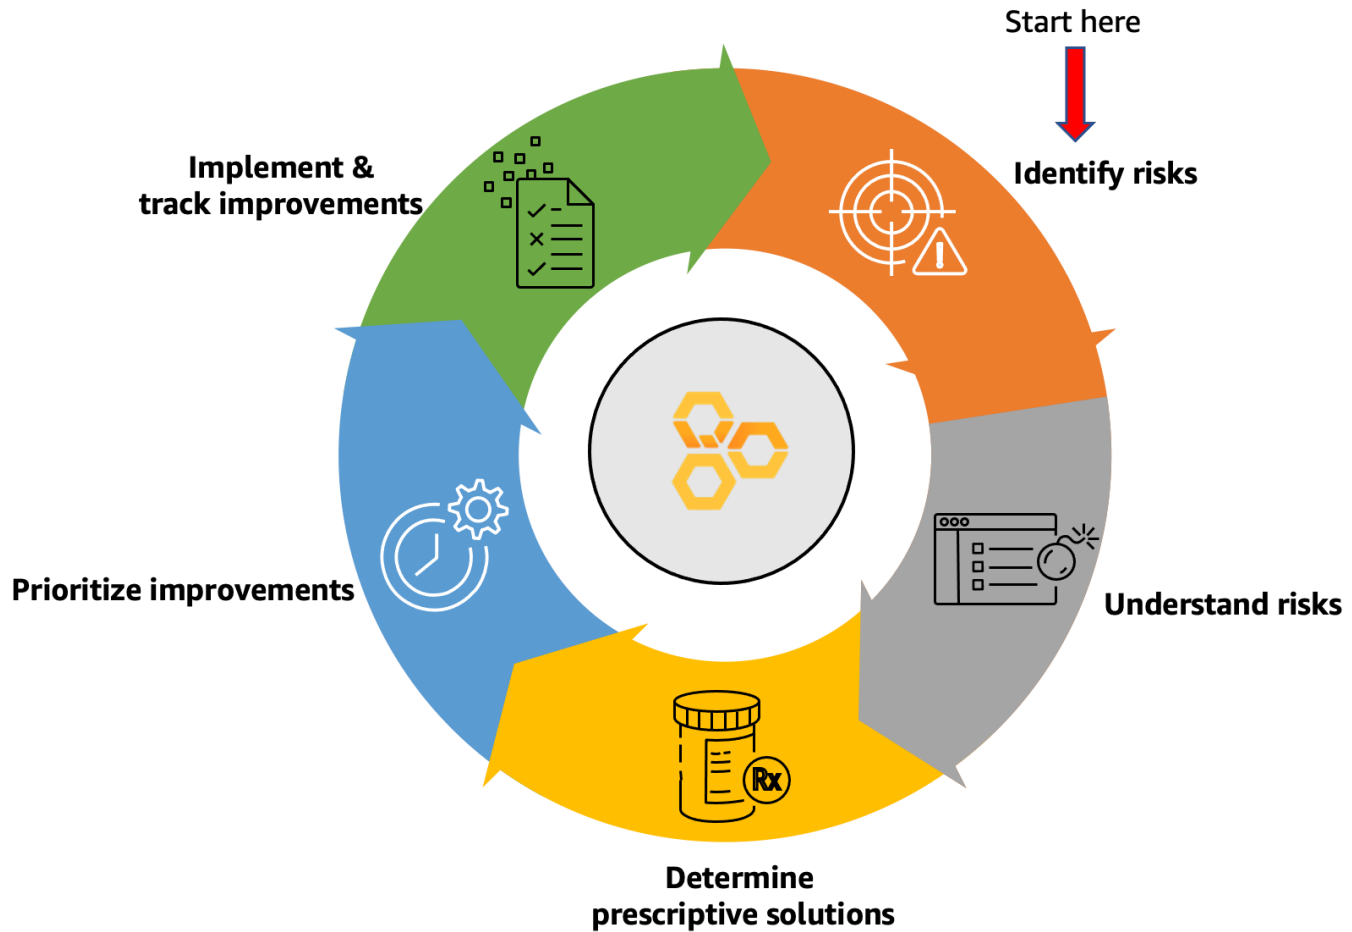 Start here
Identify risks
Implement &
track improvements
Prioritize improvements
Understand risks
Rx
Determine
prescriptive solutions